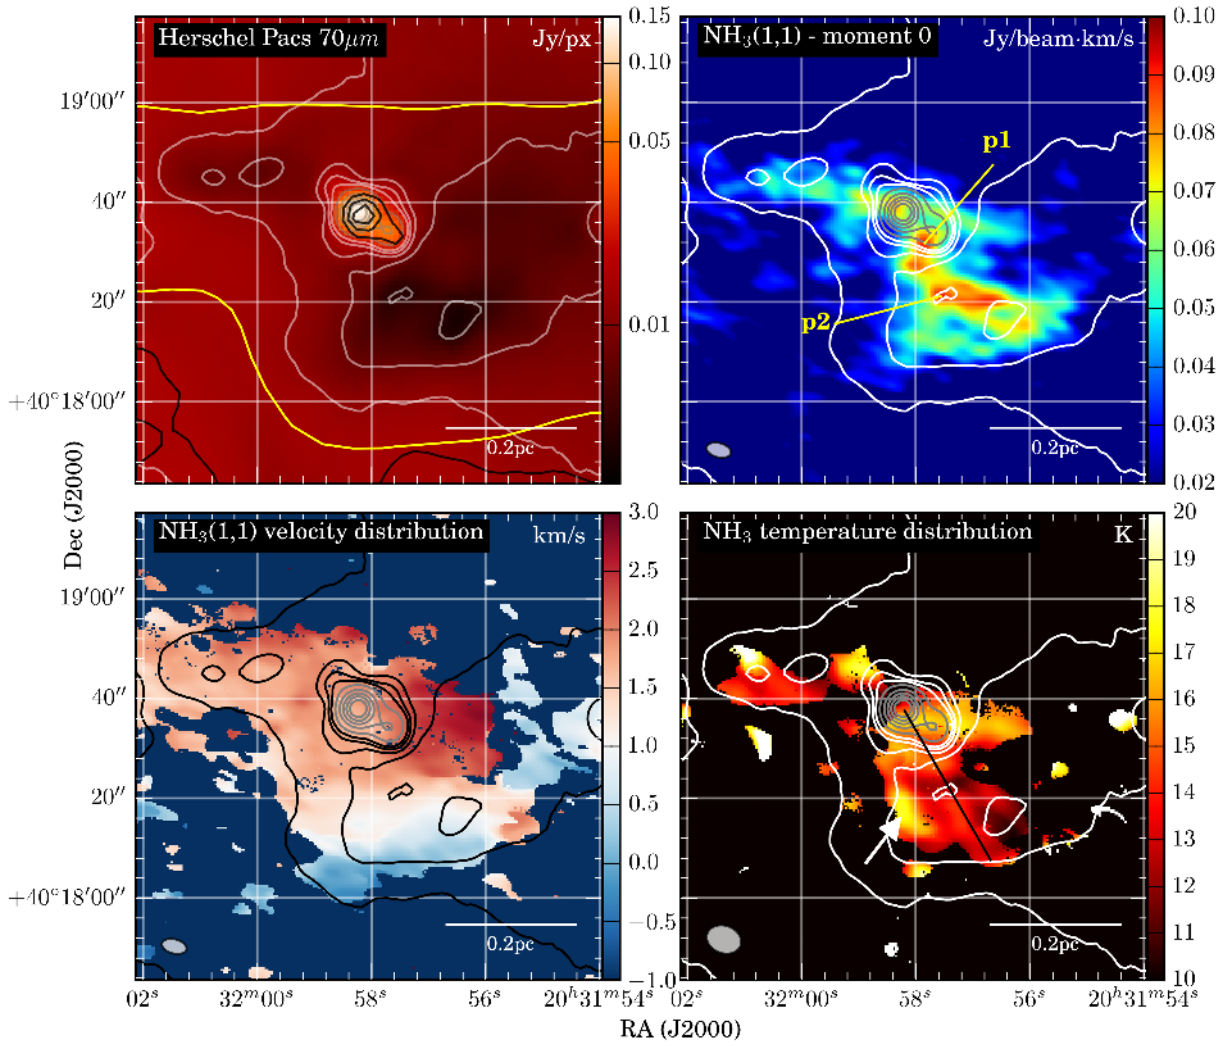 Herschel Pacs 70μm Jy/px
0.15
0.10
0.05
0.01
19′00″
40″
20″
+40°18′00″
0.2pc
NH₃(1,1) - moment 0 Jy/beam·km/s
p1
p2
0.2pc
0.10
0.09
0.08
0.07
0.06
0.05
0.04
0.03
0.02
Dec (J2000)
NH₃(1,1) velocity distribution km/s
3.0
2.5
2.0
1.5
1.0
0.5
0.0
−0.5
−1.0
19′00″
40″
20″
+40°18′00″
0.2pc
02ˢ 32ᵐ00ˢ 58ˢ 56ˢ 20ʰ31ᵐ54ˢ
NH₃ temperature distribution K
20
19
18
17
16
15
14
13
12
11
10
0.2pc
02ˢ 32ᵐ00ˢ 58ˢ 56ˢ 20ʰ31ᵐ54ˢ
RA (J2000)